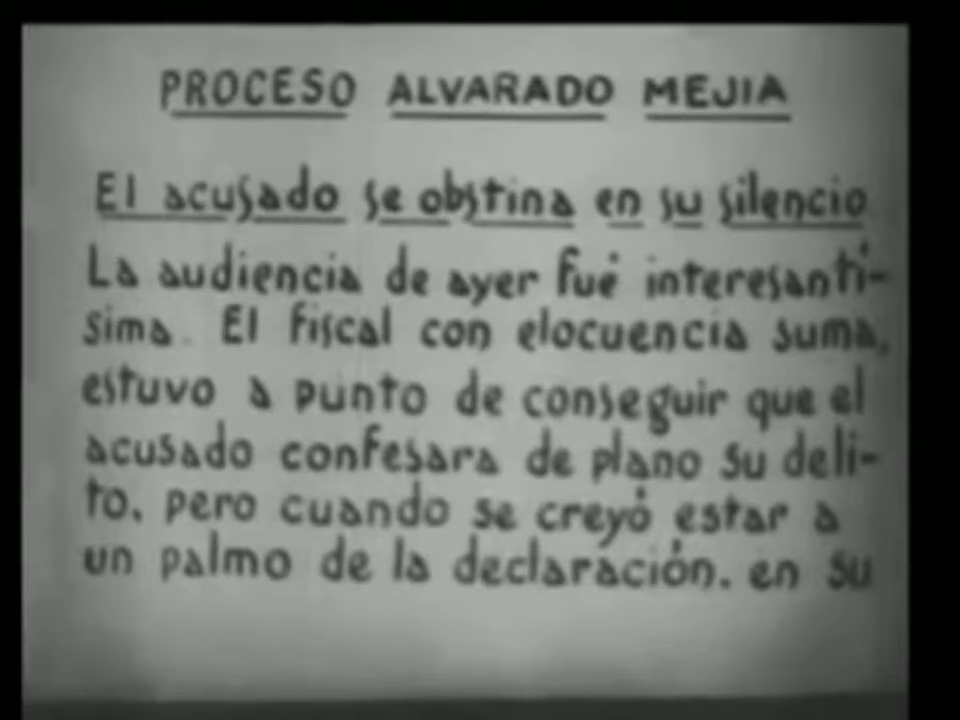 PROCESO ALVARADO MEJIA
El acusado se obstina en su silencio
La audiencia de ayer fué interesantí-
sima. El fiscal con elocuencia suma,
estuvo a punto de conseguir que el
acusado confesara de plano su deli-
to, pero cuando se creyó estar a
un palmo de la declaración, en su